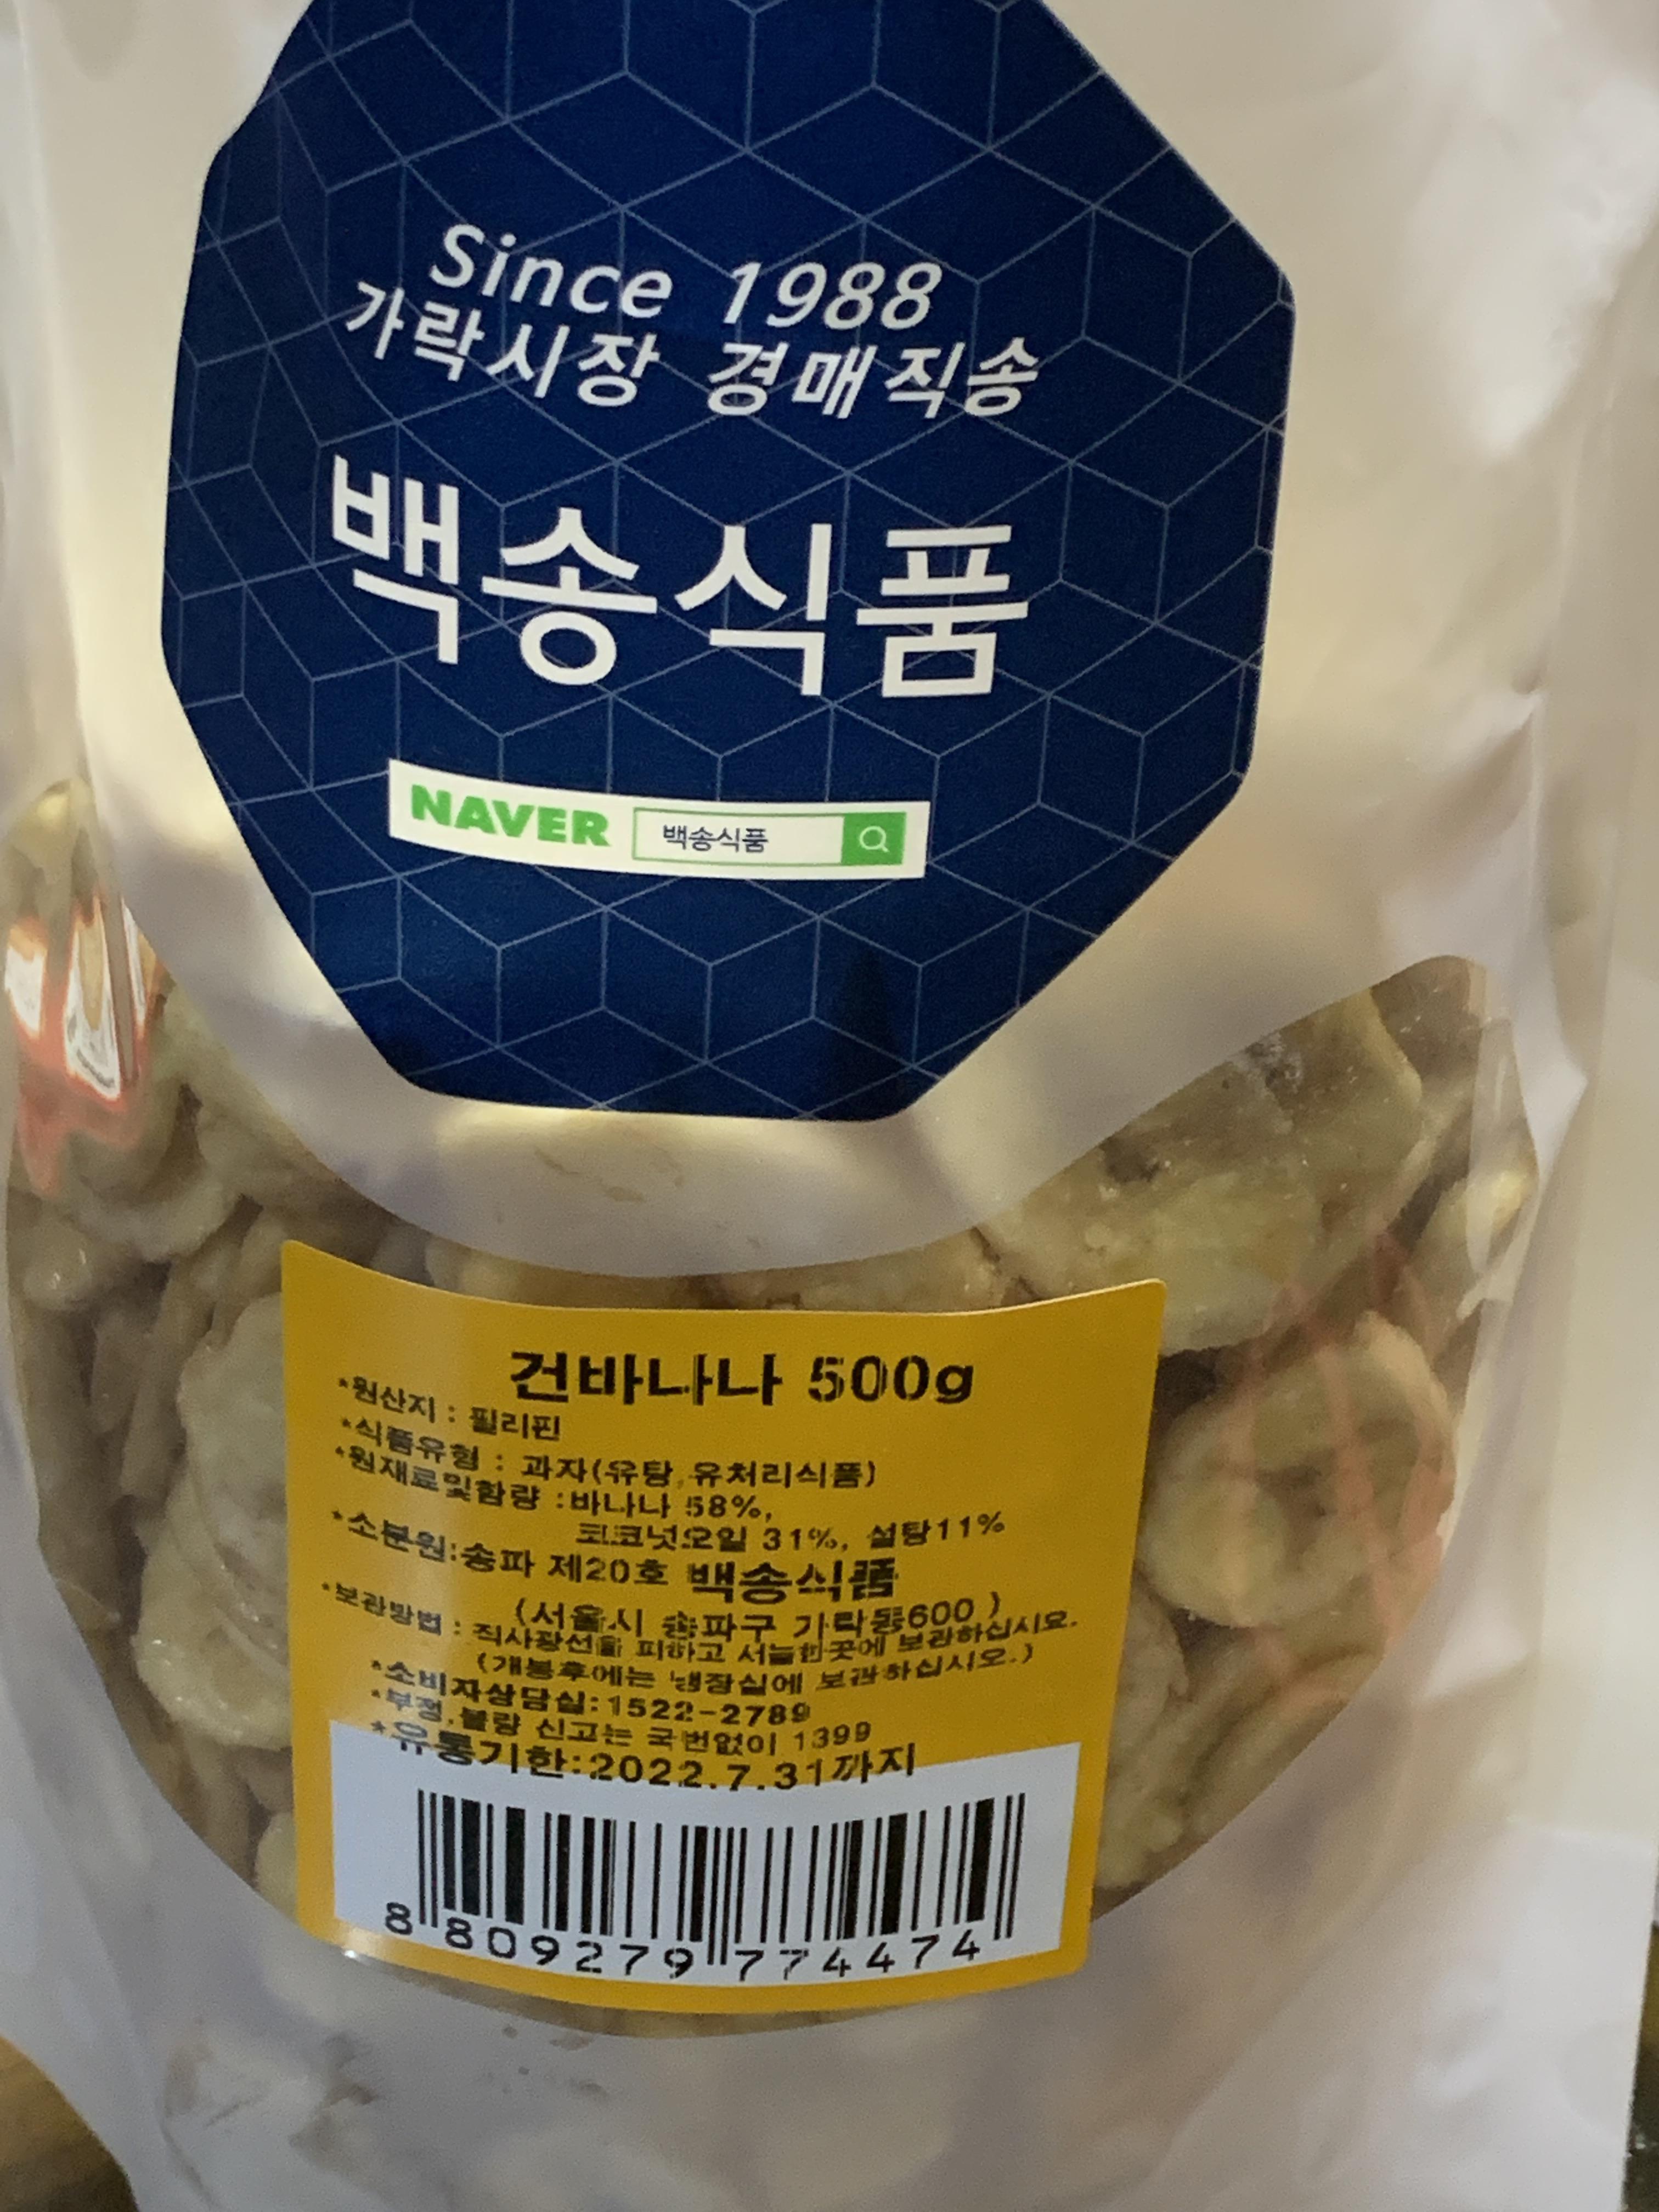 Since 1988
가락시장 경매직송
백송식품
NAVER 백송식품
건바나나 500g
*원산지 : 필리핀
*식품유형 : 과자(유탕,유처리식품)
*원재료및함량 :바나나 58%,
코코넛오일 31%, 설탕11%
*소분원:송파 제20호 백송식품
(서울시 송파구 가락동600 )
*보관방법 : 직사광선을 피하고 서늘한곳에 보관하십시요.
(개봉후에는 냉장실에 보관하십시오.)
*소비자상담실:1522-2789
*부정,불량 신고는 국번없이 1399
*유통기한:2022.7.31까지
8 809279 774474